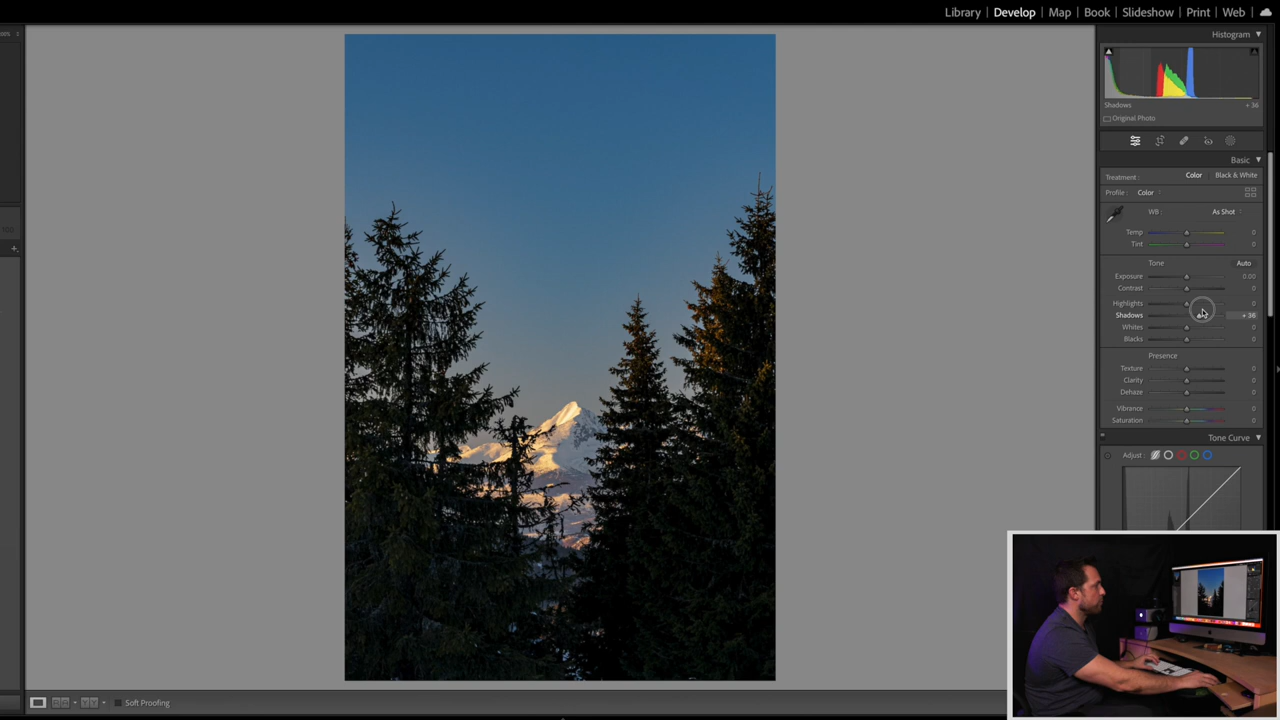 Library | Develop | Map | Book | Slideshow | Print | Web
Histogram
Shadows + 36
Original Photo
Basic
Treatment : Color Black & White
Profile : Color
WB : As Shot
Temp 0
Tint 0
Tone Auto
Exposure 0.00
Contrast 0
Highlights 0
Shadows + 36
Whites 0
Blacks 0
Presence
Texture 0
Clarity 0
Dehaze 0
Vibrance 0
Saturation 0
Tone Curve
Adjust :
Soft Proofing